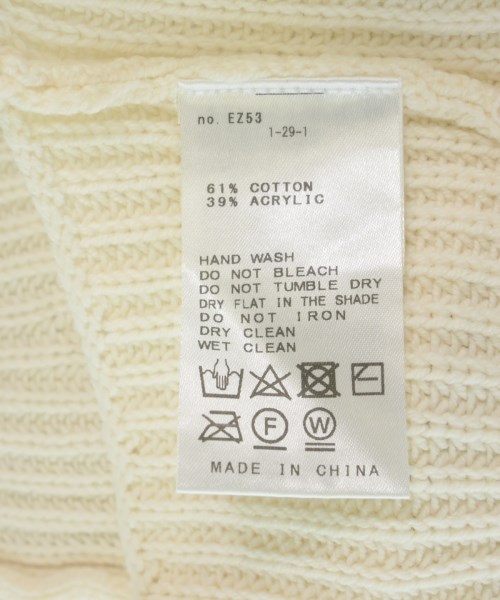 no. EZ53
1-29-1
61% COTTON
39% ACRYLIC
HAND WASH
DO NOT BLEACH
DO NOT TUMBLE DRY
DRY FLAT IN THE SHADE
DO NOT IRON
DRY CLEAN
WET CLEAN
F W
MADE IN CHINA